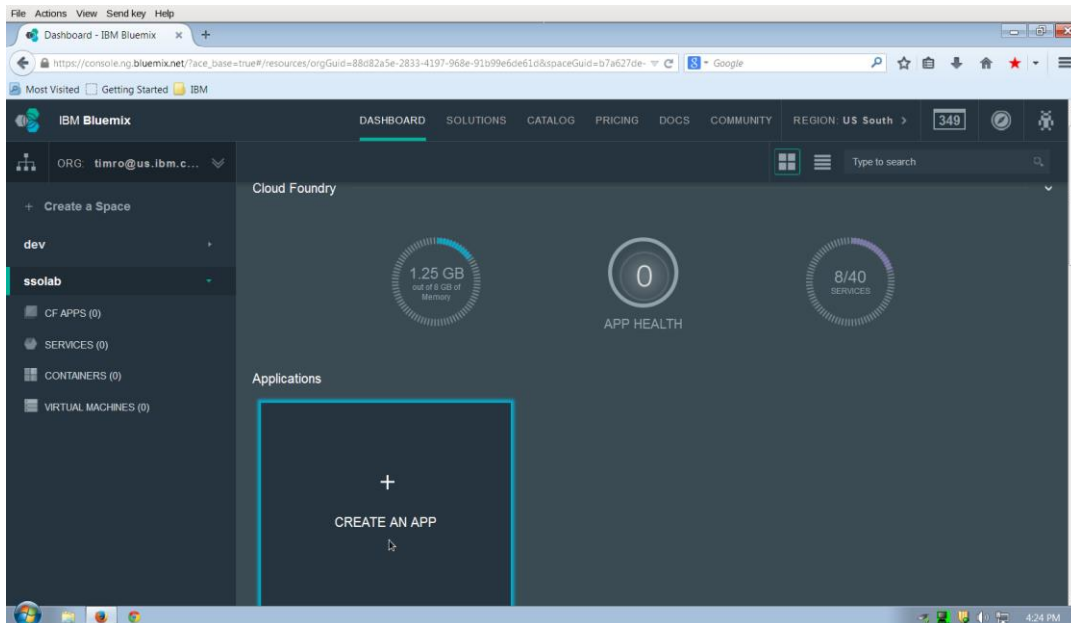 File Actions View Sendkey Help
Dashboard - IBM Bluemix
https://console.ng.bluemix.net/?ace_base=true#/resources/orgGuid=88d82a5e-2833-4197-968e-91b99e6de61d&spaceGuid=b7a627de- Google
Most Visited Getting Started IBM
IBM Bluemix DASHBOARD SOLUTIONS CATALOG PRICING DOCS COMMUNITY REGION: US South > 349
ORG: timro@us.ibm.c... Type to search
Cloud Foundry
+ Create a Space
dev
ssolab
CF APPS (0)
SERVICES (0)
CONTAINERS (0)
VIRTUAL MACHINES (0)
1.25 GB
out of 8 GB of
Memory
0
APP HEALTH
8/40
SERVICES
Applications
+
CREATE AN APP
4:24 PM